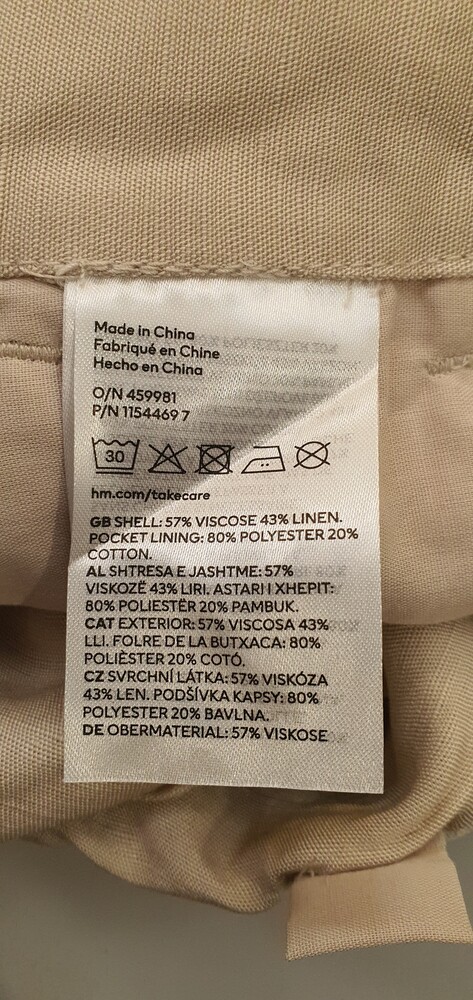 Made in China
Fabriqué en Chine
Hecho en China
O/N 459981
P/N 1154469 7
30
hm.com/takecare
GB SHELL: 57% VISCOSE 43% LINEN.
POCKET LINING: 80% POLYESTER 20%
COTTON.
AL SHTRESA E JASHTME: 57%
VISKOZË 43% LIRI. ASTARI I XHEPIT:
80% POLIESTËR 20% PAMBUK.
CAT EXTERIOR: 57% VISCOSA 43%
LLI. FOLRE DE LA BUTXACA: 80%
POLIÈSTER 20% COTÓ.
CZ SVRCHNÍ LÁTKA: 57% VISKÓZA
43% LEN. PODŠÍVKA KAPSY: 80%
POLYESTER 20% BAVLNA.
DE OBERMATERIAL: 57% VISKOSE